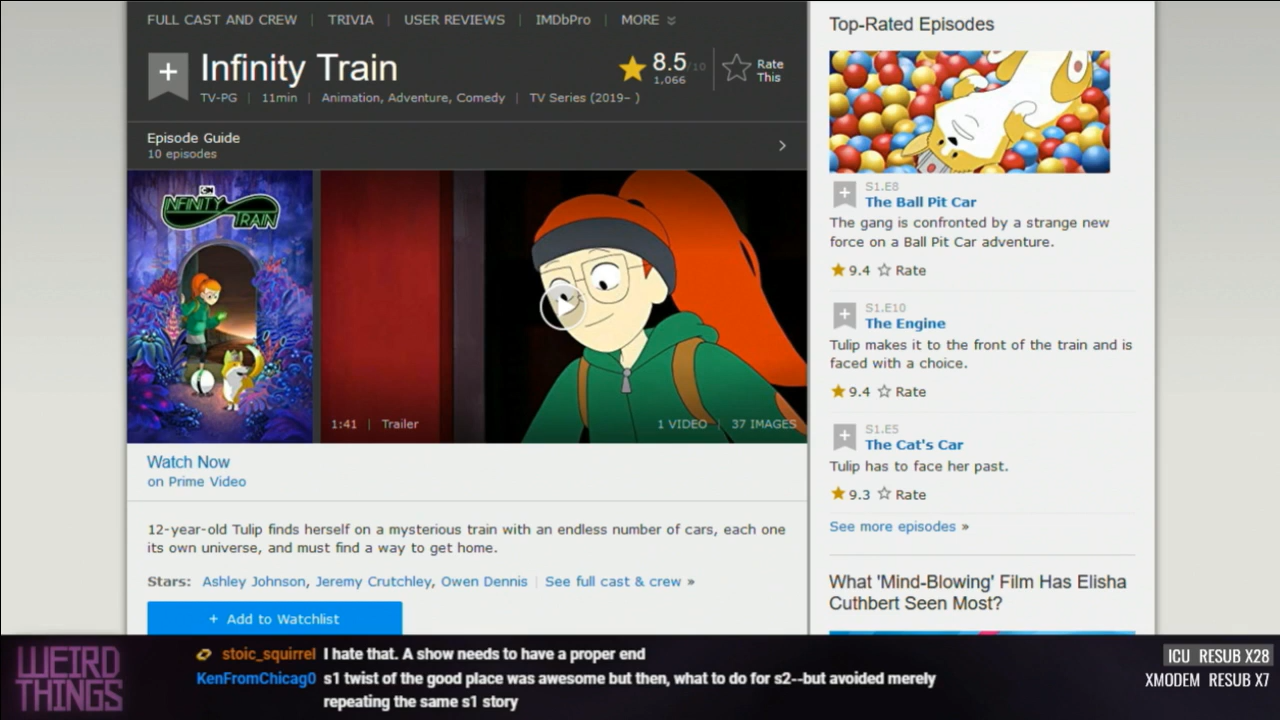 FULL CAST AND CREW | TRIVIA | USER REVIEWS | IMDbPro | MORE
+ Infinity Train
8.5/10
1,066
Rate This
TV-PG | 11min | Animation, Adventure, Comedy | TV Series (2019– )
Episode Guide
10 episodes
CN
INFINITY TRAIN
1:41 | Trailer
1 VIDEO | 37 IMAGES
Watch Now
on Prime Video
12-year-old Tulip finds herself on a mysterious train with an endless number of cars, each one
its own universe, and must find a way to get home.
Stars: Ashley Johnson, Jeremy Crutchley, Owen Dennis | See full cast & crew »
+ Add to Watchlist
Top-Rated Episodes
S1.E8
The Ball Pit Car
The gang is confronted by a strange new
force on a Ball Pit Car adventure.
9.4 Rate
S1.E10
The Engine
Tulip makes it to the front of the train and is
faced with a choice.
9.4 Rate
S1.E5
The Cat's Car
Tulip has to face her past.
9.3 Rate
See more episodes »
What 'Mind-Blowing' Film Has Elisha
Cuthbert Seen Most?
WEIRD
THINGS
stoic_squirrel I hate that. A show needs to have a proper end
KenFromChicag0 s1 twist of the good place was awesome but then, what to do for s2--but avoided merely
repeating the same s1 story
ICU RESUB X28
XMODEM RESUB X7